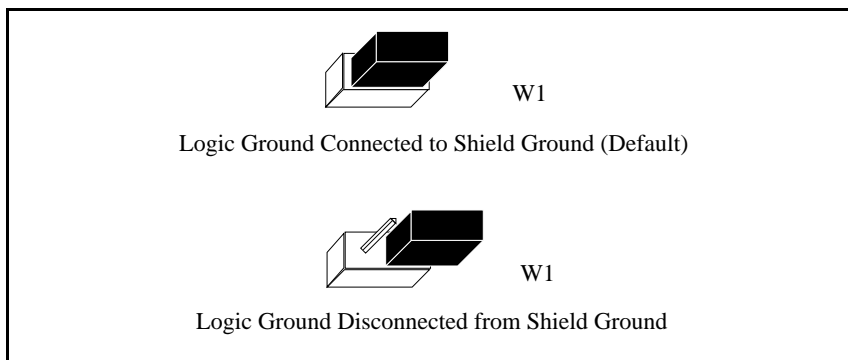 W1
Logic Ground Connected to Shield Ground (Default)
W1
Logic Ground Disconnected from Shield Ground